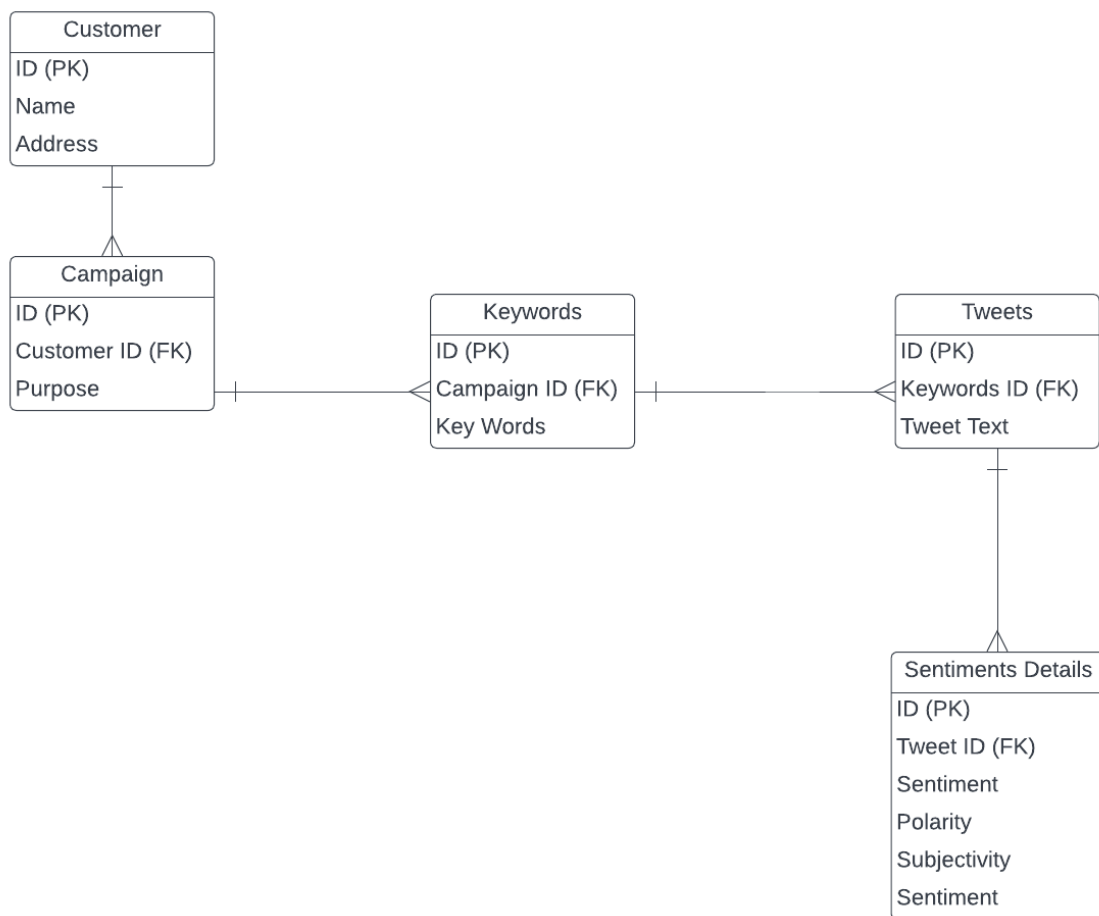 Customer
ID (PK)
Name
Address
Campaign
ID (PK)
Customer ID (FK)
Purpose
Keywords
ID (PK)
Campaign ID (FK)
Key Words
Tweets
ID (PK)
Keywords ID (FK)
Tweet Text
Sentiments Details
ID (PK)
Tweet ID (FK)
Sentiment
Polarity
Subjectivity
Sentiment